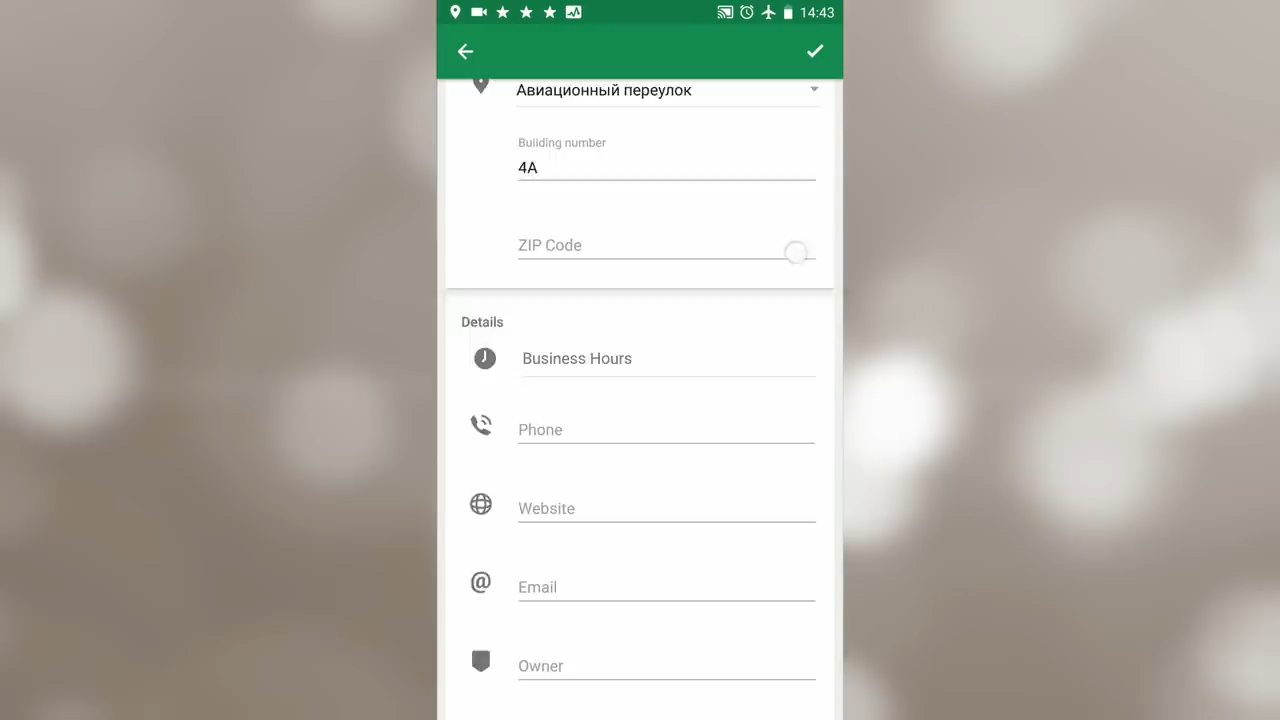 14:43
Авиационный переулок
Building number
4A
ZIP Code
Details
Business Hours
Phone
Website
Email
Owner